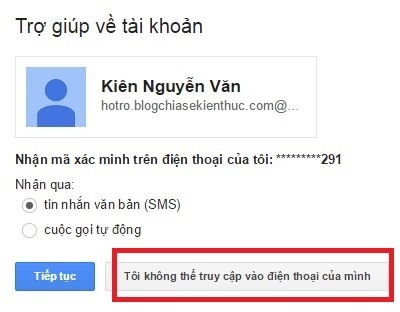 Trợ giúp về tài khoản
Kiên Nguyễn Văn
hotro.blogchiasekienthuc.com@...
Nhận mã xác minh trên điện thoại của tôi: *********291
Nhận qua:
tin nhắn văn bản (SMS)
cuộc gọi tự động
Tiếp tục
Tôi không thể truy cập vào điện thoại của mình